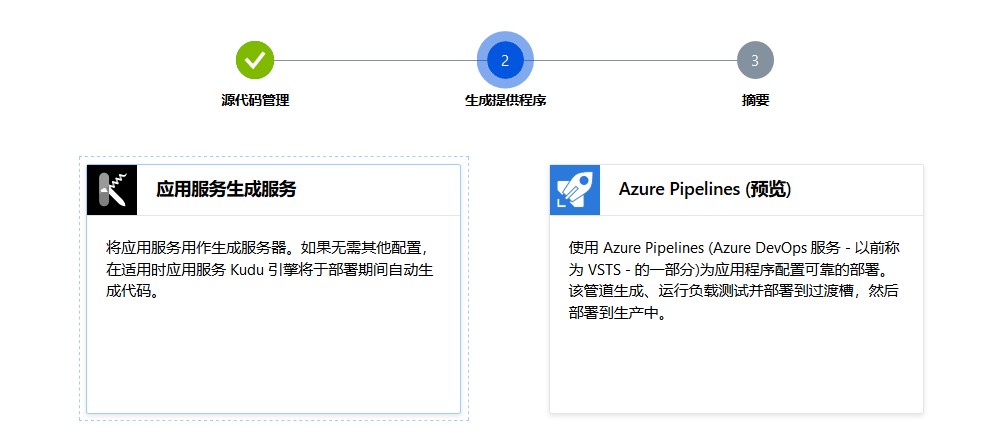 2
3
源代码管理
生成提供程序
摘要
应用服务生成服务
将应用服务用作生成服务器。如果无需其他配置，
在适用时应用服务 Kudu 引擎将于部署期间自动生
成代码。
Azure Pipelines (预览)
使用 Azure Pipelines (Azure DevOps 服务 - 以前称
为 VSTS - 的一部分)为应用程序配置可靠的部署。
该管道生成、运行负载测试并部署到过渡槽，然后
部署到生产中。